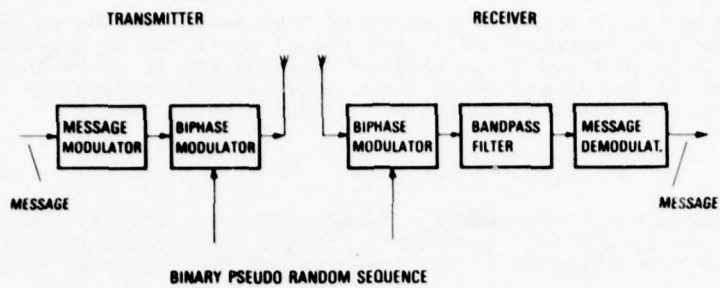 TRANSMITTER
RECEIVER
MESSAGE MODULATOR
BIPHASE MODULATOR
BIPHASE MODULATOR
BANDPASS FILTER
MESSAGE DEMODULAT.
MESSAGE
MESSAGE
BINARY PSEUDO RANDOM SEQUENCE